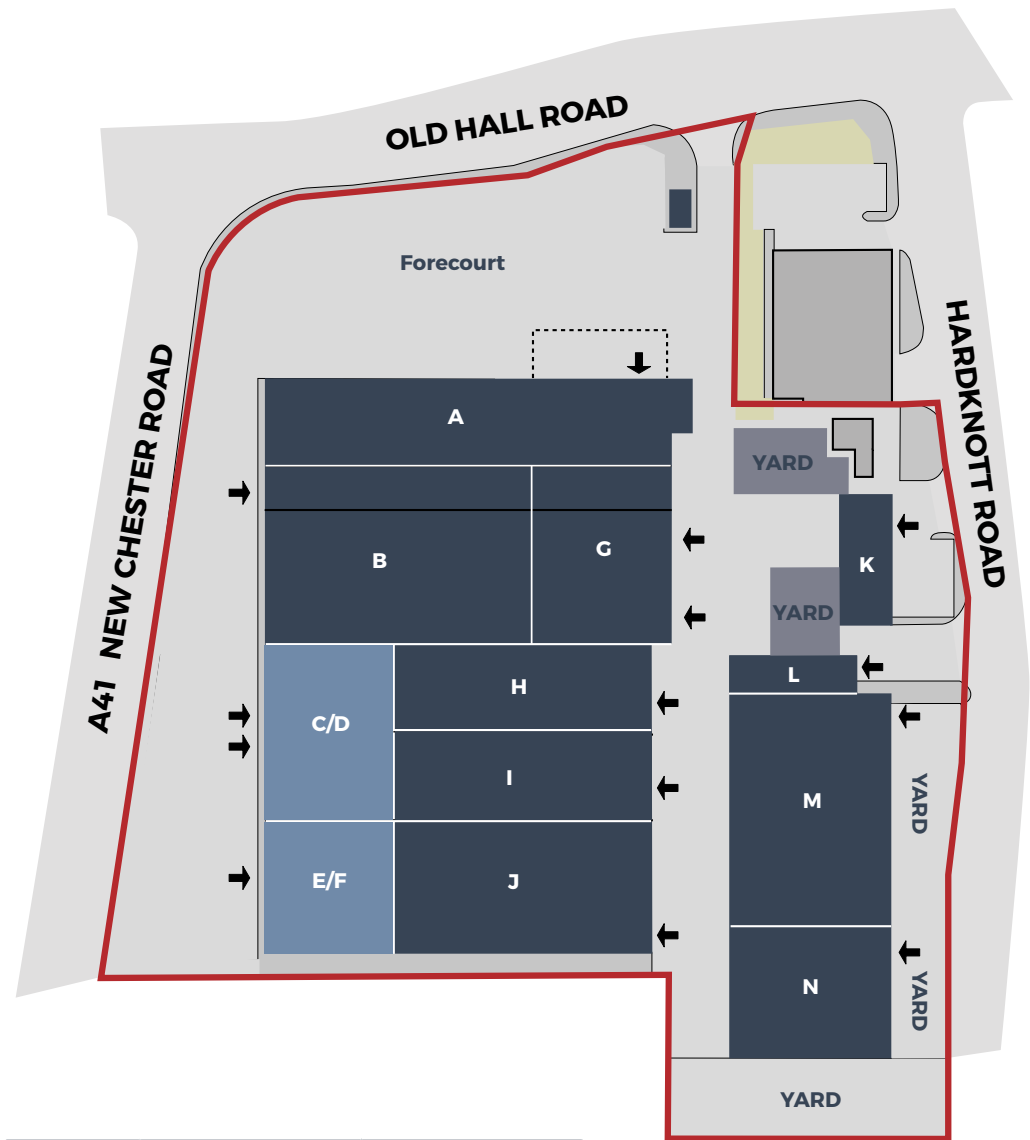 OLD HALL ROAD
Forecourt
HARDKNOTT ROAD
A41 NEW CHESTER ROAD
A
YARD
B
G
K
YARD
L
H
C/D
I
M
YARD
E/F
J
N
YARD
YARD